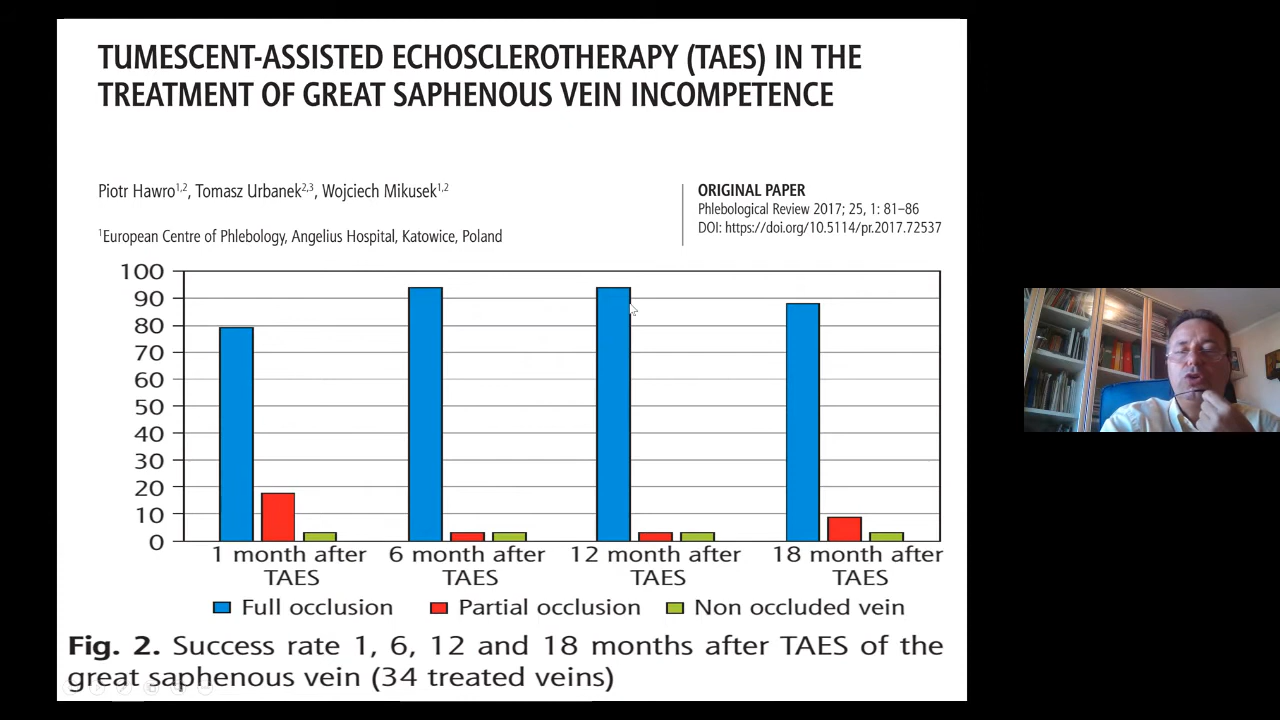 TUMESCENT-ASSISTED ECHOSCLEROTHERAPY (TAES) IN THE
TREATMENT OF GREAT SAPHENOUS VEIN INCOMPETENCE
Piotr Hawro1,2, Tomasz Urbanek2,3, Wojciech Mikusek1,2
1European Centre of Phlebology, Angelius Hospital, Katowice, Poland
ORIGINAL PAPER
Phlebological Review 2017; 25, 1: 81–86
DOI: https://doi.org/10.5114/pr.2017.72537
100
90
80
70
60
50
40
30
20
10
0
1 month after
TAES
6 month after
TAES
12 month after
TAES
18 month after
TAES
Full occlusion
Partial occlusion
Non occluded vein
Fig. 2. Success rate 1, 6, 12 and 18 months after TAES of the
great saphenous vein (34 treated veins)